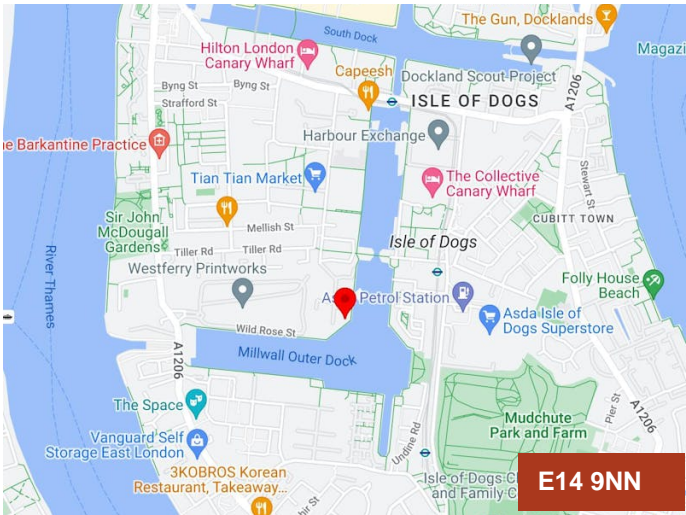 The Gun, Docklands
South Dock
Hilton London
Canary Wharf
Magazi
Capeesh
Dockland Scout Project
Byng St
Byng St
Strafford St
ISLE OF DOGS
A1206
Harbour Exchange
e Barkantine Practice
Tian Tian Market
The Collective
Canary Wharf
Stewart St
Sir John
McDougall
Gardens
Mellish St
CUBITT TOWN
Tiller Rd
Tiller Rd
Isle of Dogs
River Thames
Westferry Printworks
Folly House
Beach
As
Petrol Station
Asda Isle of
Dogs Superstore
Wild Rose St
A1206
Millwall Outer Dock
The Space
Mudchute
Park and Farm
Pier St
A1206
Vanguard Self
Storage East London
Undine Rd
3KOBROS Korean
Restaurant, Takeaway...
Isle of Dogs C
and Family C
E14 9NN